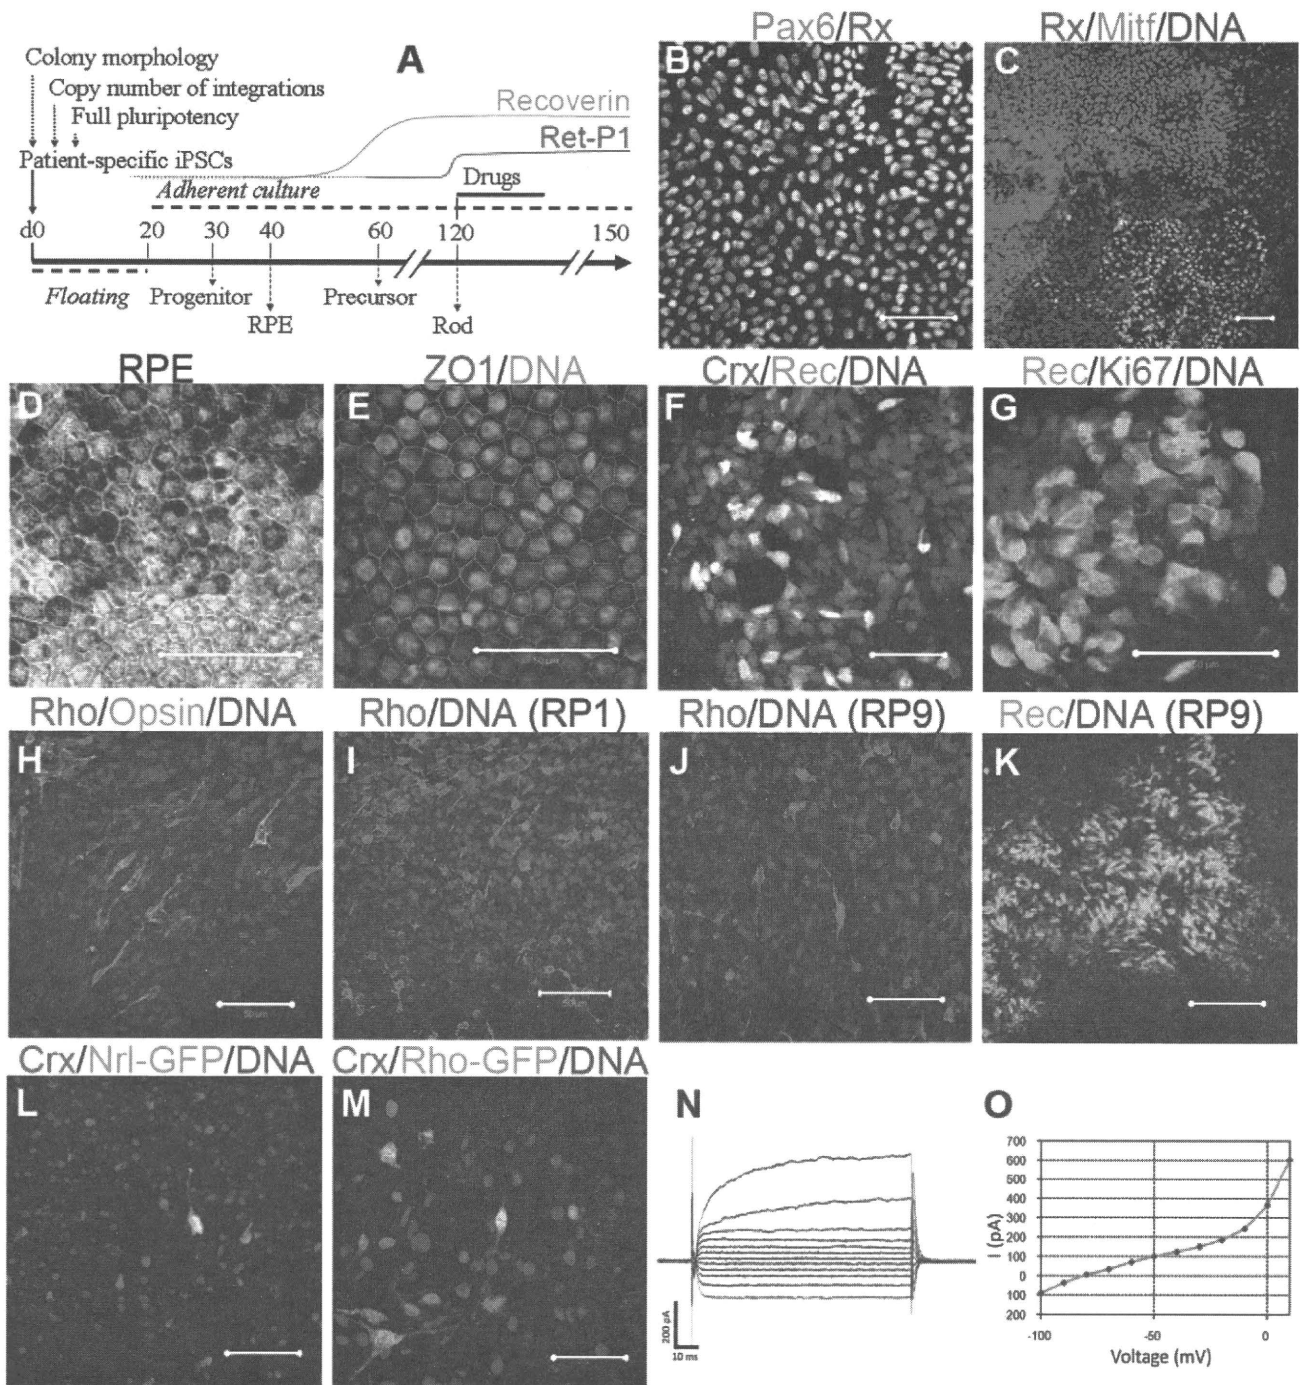 Pax6/Rx
Rx/Mitf/DNA
A
Colony morphology
Copy number of integrations
Full pluripotency
Patient-specific iPSCs
Recoverin
Ret-P1
Adherent culture
Drugs
d0 20 30 40 60 120 150
Floating
Progenitor
Precursor
RPE
Rod
B
C
RPE
ZO1/DNA
Crx/Rec/DNA
Rec/Ki67/DNA
D
E
F
G
Rho/Opsin/DNA
Rho/DNA (RP1)
Rho/DNA (RP9)
Rec/DNA (RP9)
H
I
J
K
Crx/Nrl-GFP/DNA
Crx/Rho-GFP/DNA
L
M
N
200 pA
10 ms
O
700
600
500
400
300
200
100
0
100
200
I (pA)
-100 -50 0
Voltage (mV)